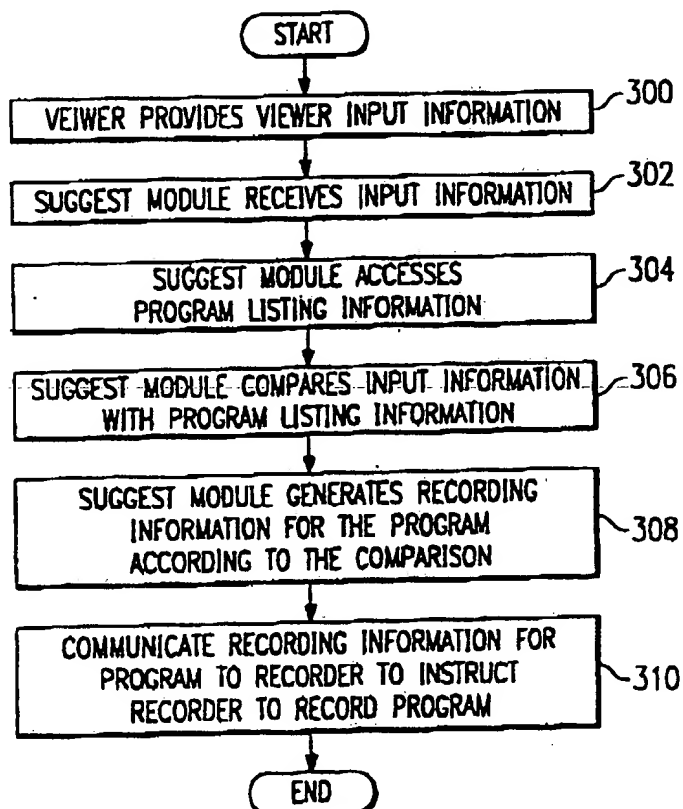 START
VEIWER PROVIDES VIEWER INPUT INFORMATION
300
SUGGEST MODULE RECEIVES INPUT INFORMATION
302
SUGGEST MODULE ACCESSES
PROGRAM LISTING INFORMATION
304
SUGGEST MODULE COMPARES INPUT INFORMATION
WITH PROGRAM LISTING INFORMATION
306
SUGGEST MODULE GENERATES RECORDING
INFORMATION FOR THE PROGRAM
ACCORDING TO THE COMPARISON
308
COMMUNICATE RECORDING INFORMATION FOR
PROGRAM TO RECORDER TO INSTRUCT
RECORDER TO RECORD PROGRAM
310
END